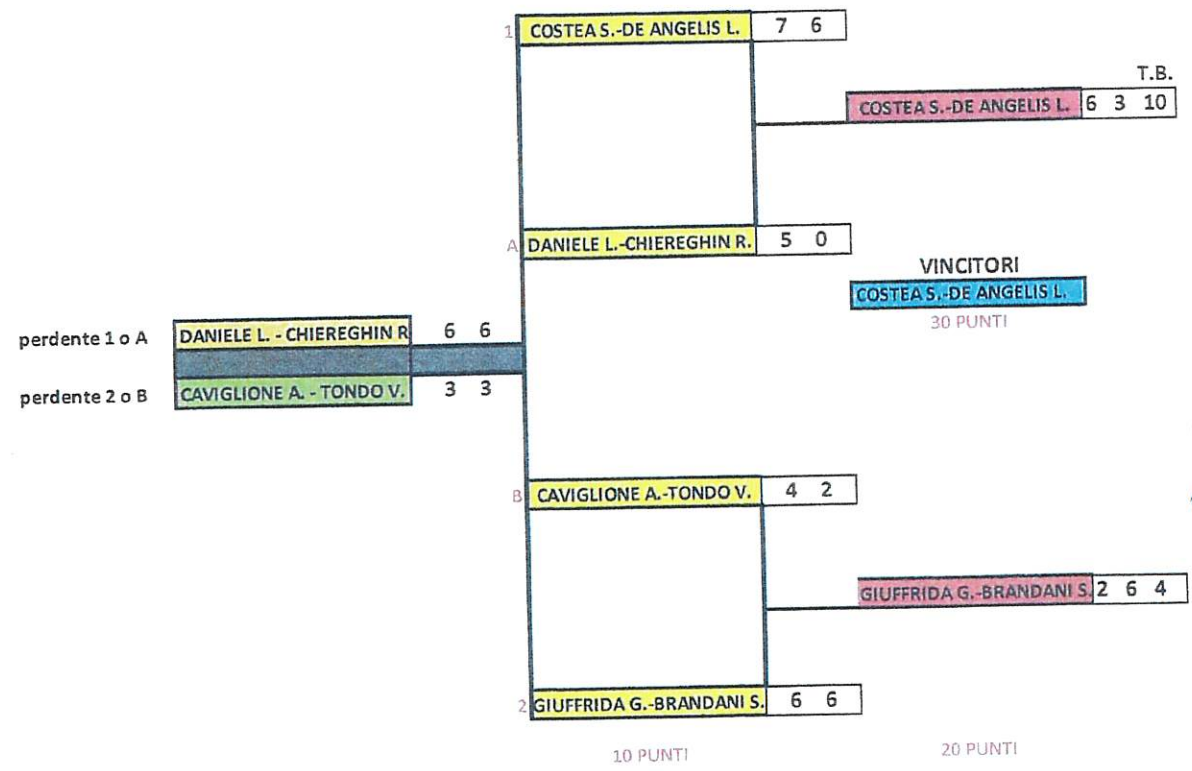 1 COSTEA S.-DE ANGELIS L. 7 6
T.B.
COSTEA S.-DE ANGELIS L. 6 3 10
A DANIELE L.-CHIEREGHIN R. 5 0
VINCITORI
COSTEA S.-DE ANGELIS L.
30 PUNTI
perdente 1 o A DANIELE L. - CHIEREGHIN R 6 6
perdente 2 o B CAVIGLIONE A. - TONDO V. 3 3
B CAVIGLIONE A.-TONDO V. 4 2
GIUFFRIDA G.-BRANDANI S. 2 6 4
2 GIUFFRIDA G.-BRANDANI S. 6 6
10 PUNTI 20 PUNTI